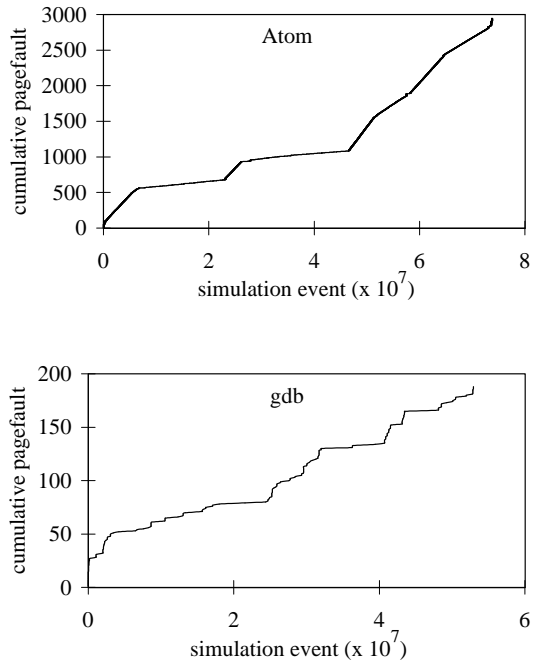 Atom
cumulative pagefault
3000
2500
2000
1500
1000
500
0
0 2 4 6 8
simulation event (x 10^7)
gdb
cumulative pagefault
200
150
100
50
0
0 2 4 6
simulation event (x 10^7)